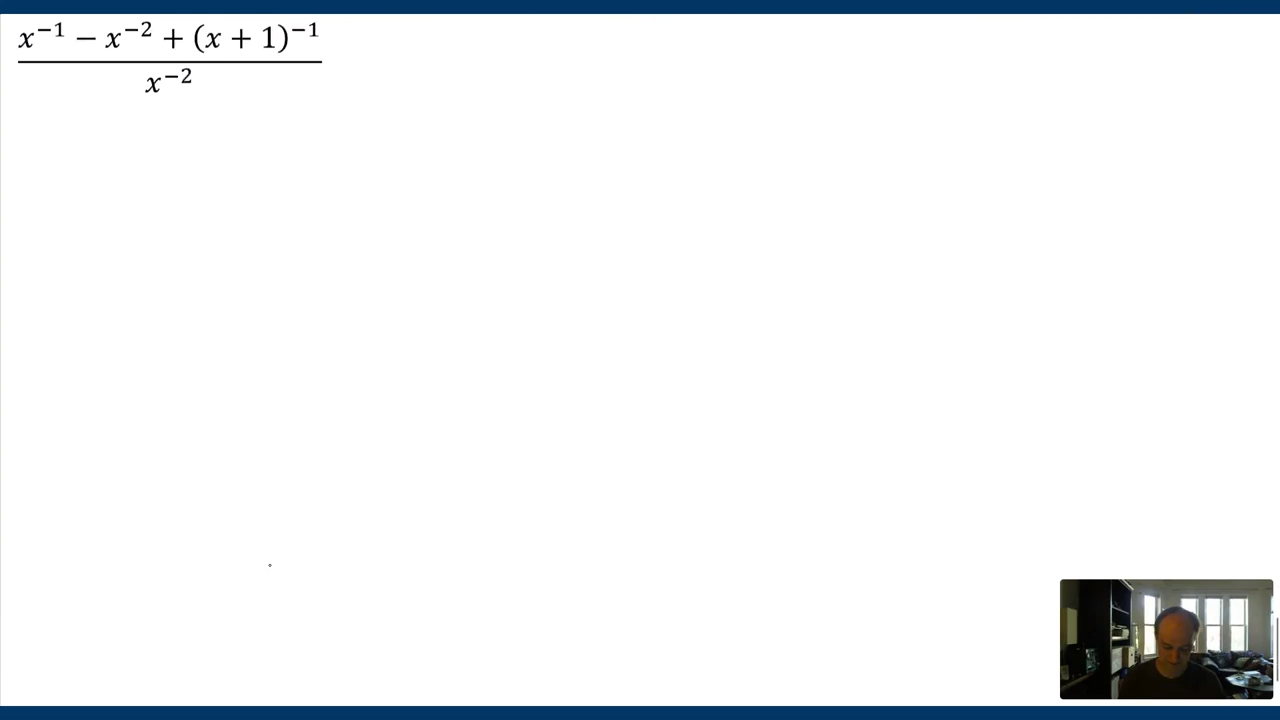 x⁻¹ − x⁻² + (x + 1)⁻¹
x⁻²